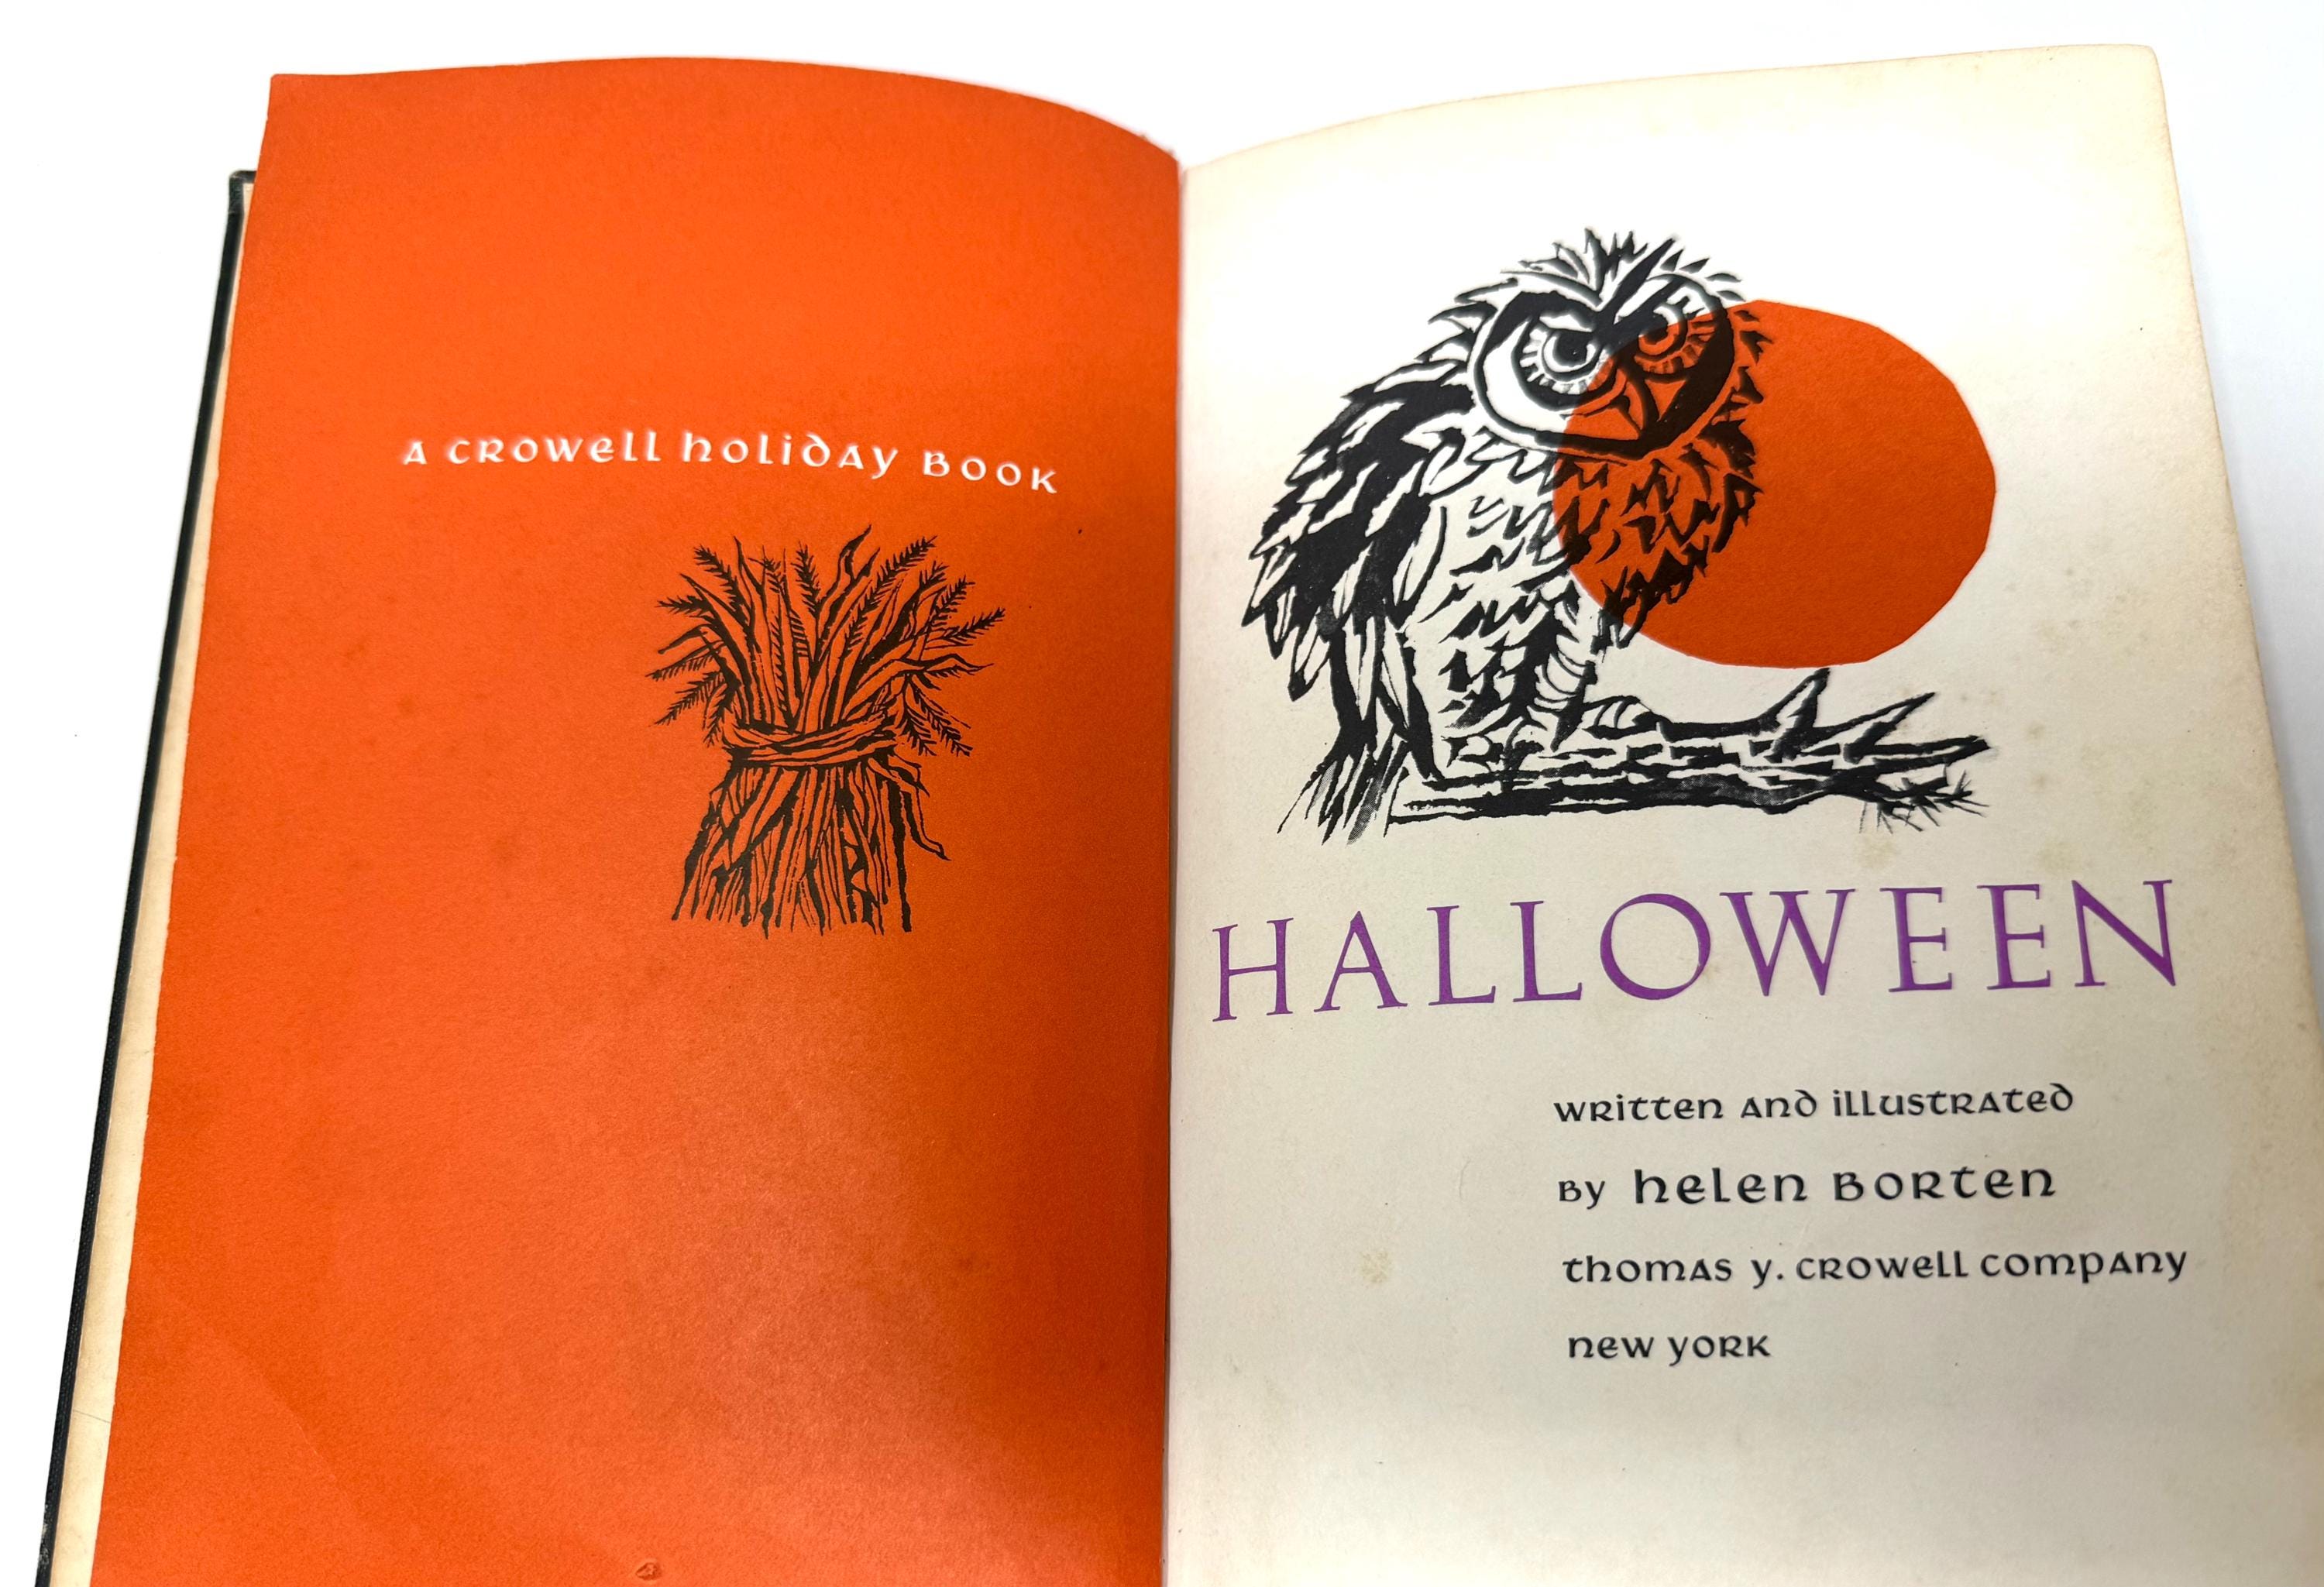 A CROWELL holiday BOOK
HALLOWEEN
written and illustrated
by helen Borten
thomas y. crowell company
new york